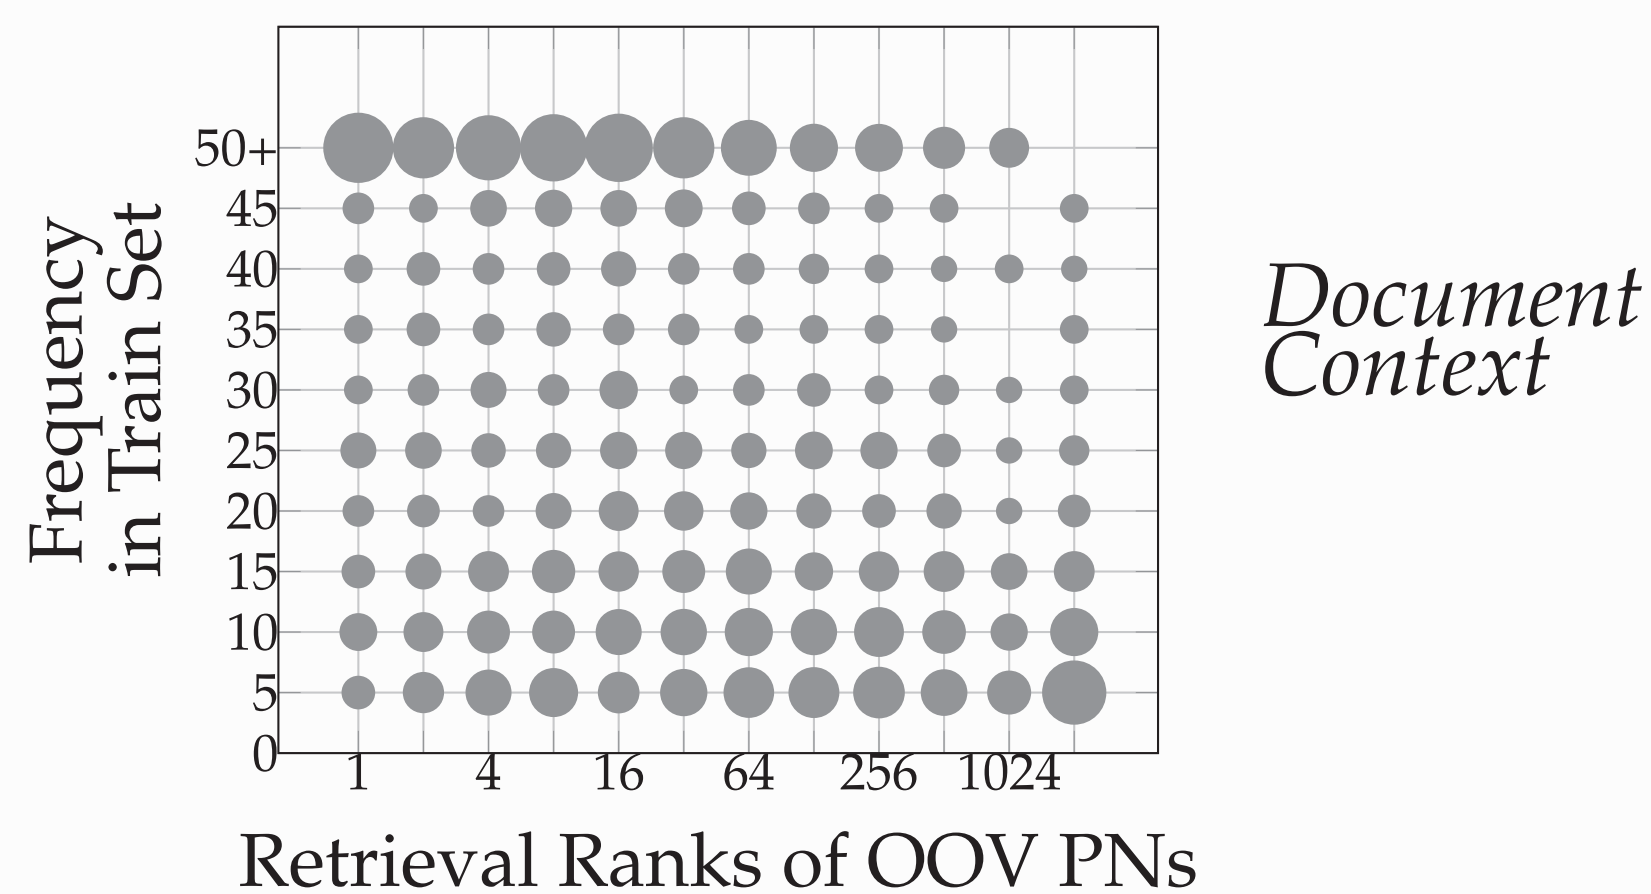 Frequency
in Train Set
50+
45
40
35
30
25
20
15
10
5
0
1 4 16 64 256 1024
Retrieval Ranks of OOV PNs
Document
Context